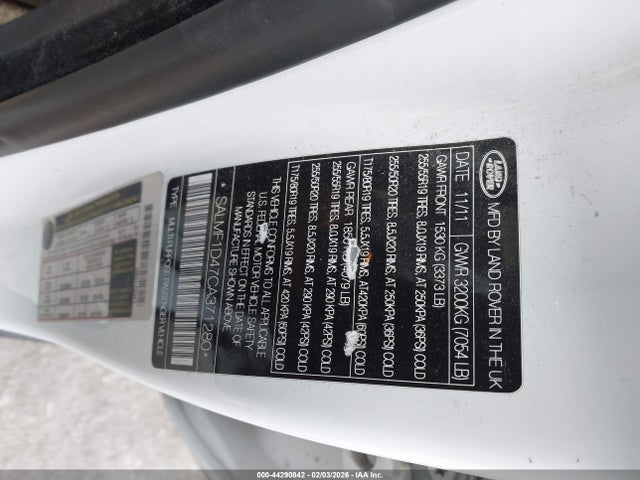 LAND ROVER
MFD BY LAND ROVER IN THE UK
DATE: 11/11 GVWR 3200KG (7054 LB)
GAWR FRONT 1530 KG (3373 LB)
255/55R19 TIRES, 8.0JX19 RIMS, AT 250KPA (36PSI) COLD
255/50R20 TIRES, 8.5JX20 RIMS, AT 250KPA (36PSI) COLD
T175/80R19 TIRES, 5.5JX19 RIMS, AT 420KPA (60PSI) COLD
GAWR REAR LB)
255/55R19 TIRES, 8.0JX19 RIMS, AT 290 KPA (42PSI) COLD
255/50R20 TIRES, 8.5JX20 RIMS, AT 290 KPA (42PSI) COLD
T175/80R19 TIRES, 5.5JX19 RIMS, AT 420 KPA (60PSI) COLD
THIS VEHICLE CONFORMS TO ALL APPLICABLE
U.S. MOTOR VEHICLE SAFETY
STANDARDS IN EFFECT ON THE DATE OF
MANUFACTURE SHOWN ABOVE.
*SALMF1D47CA371280*
TYPE: MULTI PURPOSE PASSENGER VEHICLE
000-44290842 - 02/03/2026 - IAA Inc.